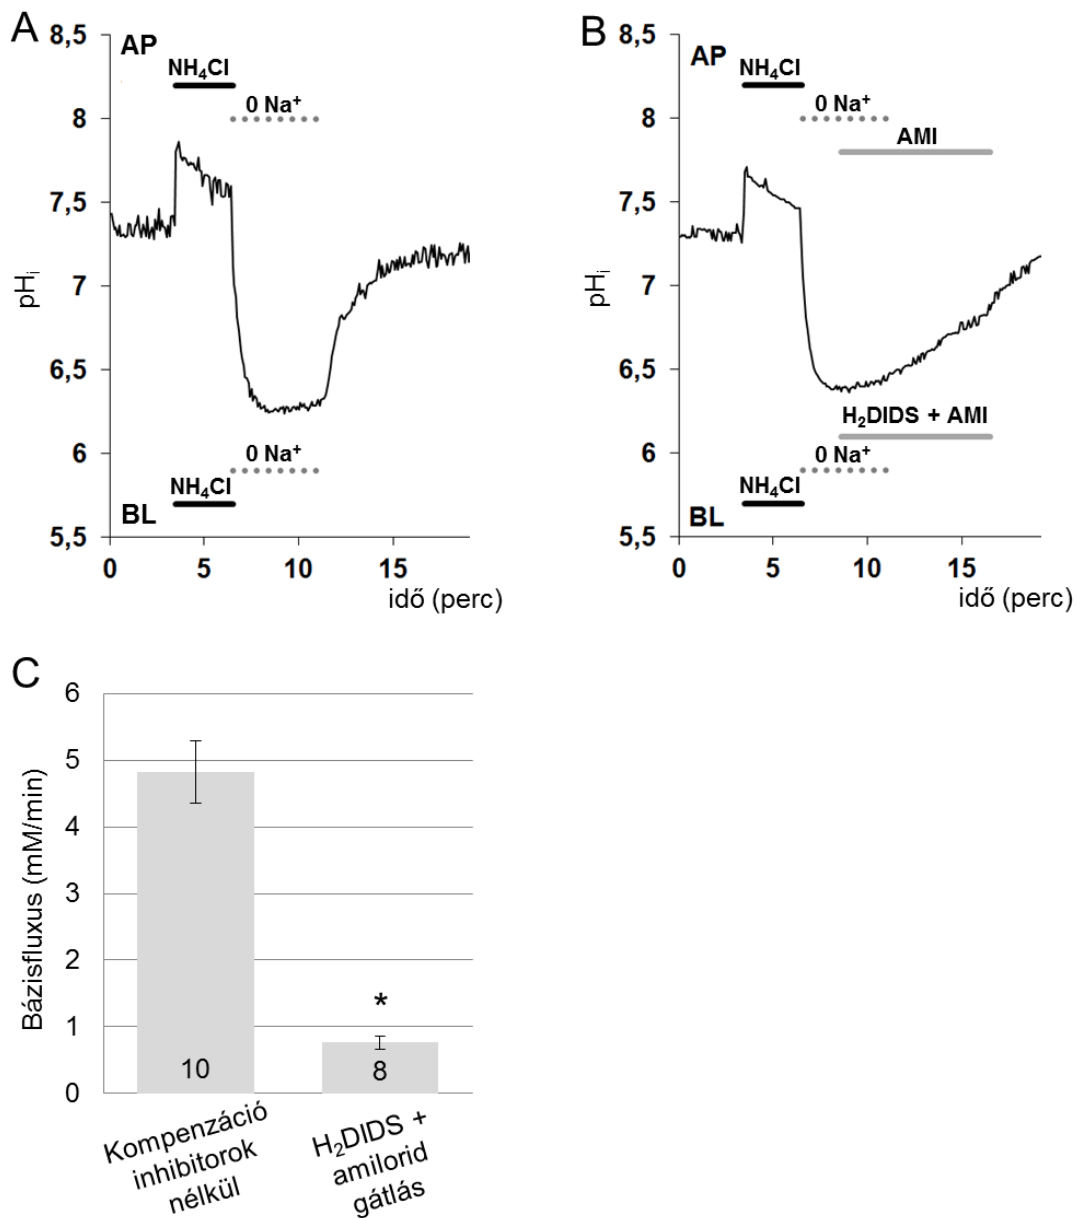 A
8,5
8
7,5
7
6,5
6
5,5
pHi
AP
NH4Cl
0 Na+
0 Na+
NH4Cl
BL
0 5 10 15
idő (perc)
B
8,5
8
7,5
7
6,5
6
5,5
pHi
AP
NH4Cl
0 Na+
AMI
H2DIDS + AMI
0 Na+
NH4Cl
BL
0 5 10 15
idő (perc)
C
6
5
4
3
2
1
0
Bázisfluxus (mM/min)
*
10
8
Kompenzáció
inhibitorok
nélkül
H2DIDS +
amilorid
gátlás